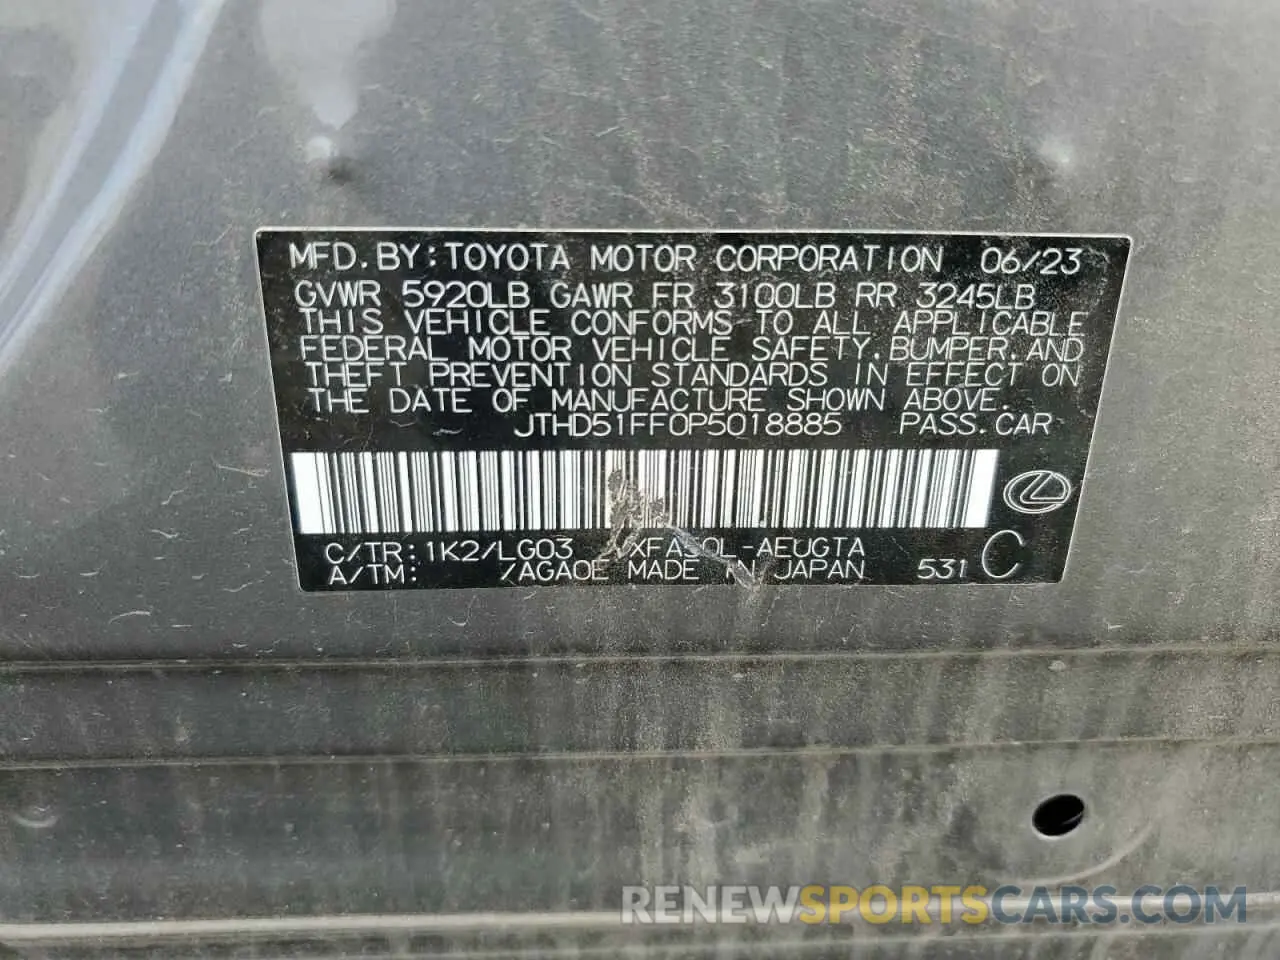 MFD. BY: TOYOTA MOTOR CORPORATION 06/23
GVWR 5920LB GAWR FR 3100LB RR 3245LB
THIS VEHICLE CONFORMS TO ALL APPLICABLE
FEDERAL MOTOR VEHICLE SAFETY, BUMPER, AND
THEFT PREVENTION STANDARDS IN EFFECT ON
THE DATE OF MANUFACTURE SHOWN ABOVE.
JTHD51FF0P5018885 PASS. CAR
C/TR: 1K2/LG03 VXFA50L-AEUGTA
A/TM: /AGA0E MADE IN JAPAN 531 C
RENEWSPORTSCARS.COM